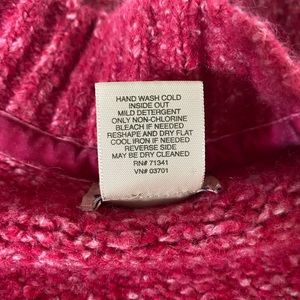 HAND WASH COLD
INSIDE OUT
MILD DETERGENT
ONLY NON-CHLORINE
BLEACH IF NEEDED
RESHAPE AND DRY FLAT
COOL IRON IF NEEDED
REVERSE SIDE
MAY BE DRY CLEANED
RN# 71341
VN# 03701